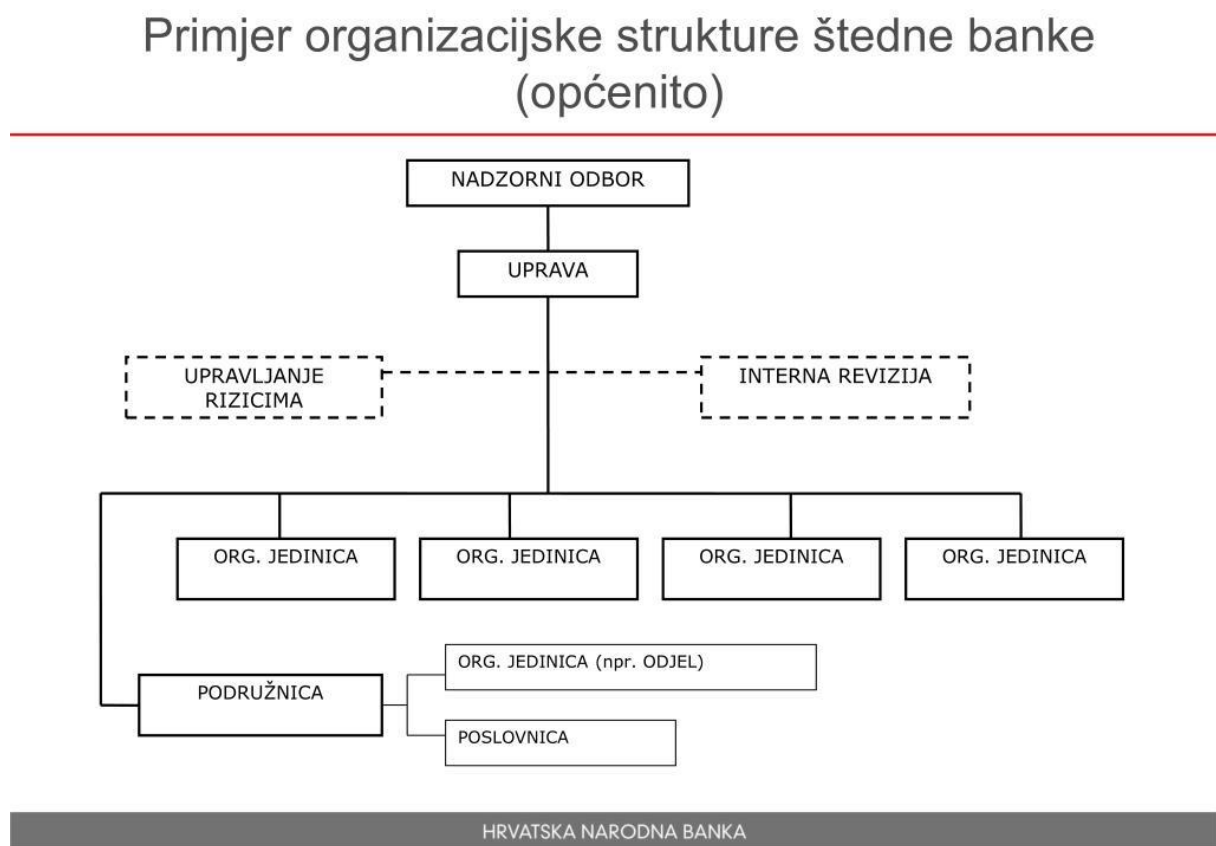 Primjer organizacijske strukture štedne banke
(općenito)
NADZORNI ODBOR
UPRAVA
UPRAVLJANJE
RIZICIMA
INTERNA REVIZIJA
ORG. JEDINICA
ORG. JEDINICA
ORG. JEDINICA
ORG. JEDINICA
ORG. JEDINICA (npr. ODJEL)
PODRUŽNICA
POSLOVNICA
HRVATSKA NARODNA BANKA